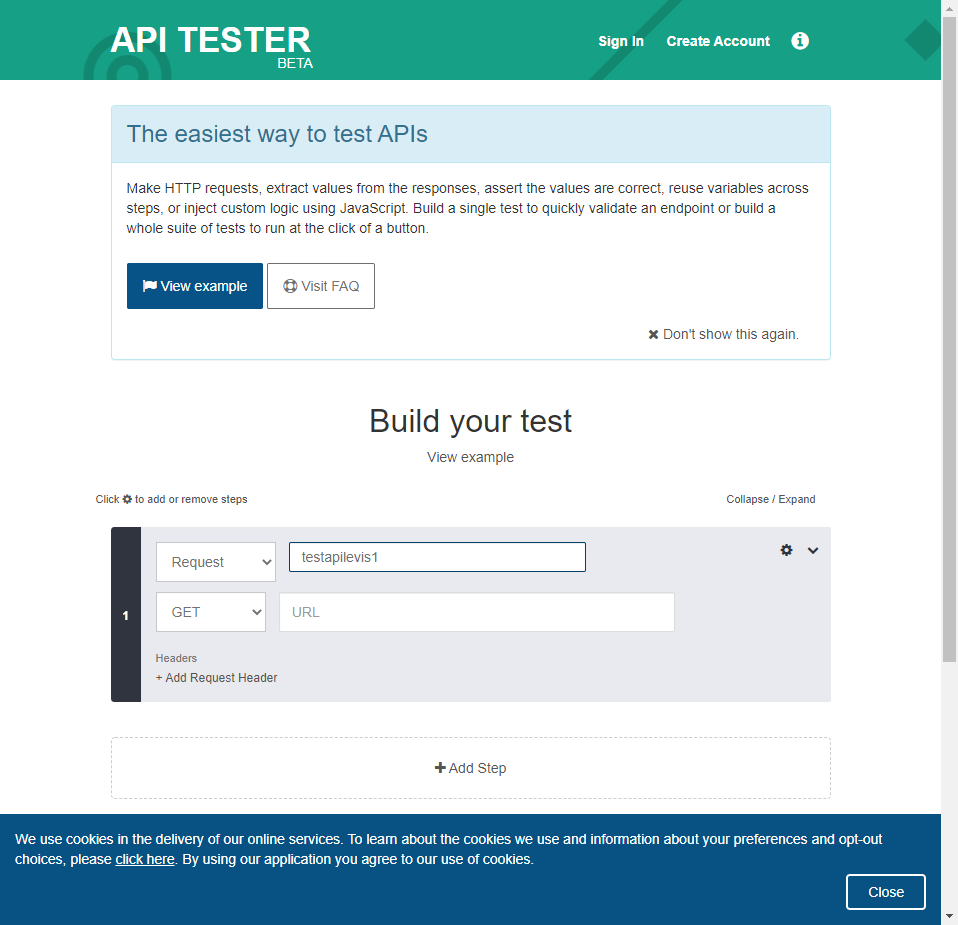 API TESTER
BETA
Sign In
Create Account
The easiest way to test APIs
Make HTTP requests, extract values from the responses, assert the values are correct, reuse variables across
steps, or inject custom logic using JavaScript. Build a single test to quickly validate an endpoint or build a
whole suite of tests to run at the click of a button.
View example
Visit FAQ
Don't show this again.
Build your test
View example
Click to add or remove steps
Collapse / Expand
1
Request
testapilevis1
GET
URL
Headers
+ Add Request Header
Add Step
We use cookies in the delivery of our online services. To learn about the cookies we use and information about your preferences and opt-out
choices, please click here. By using our application you agree to our use of cookies.
Close